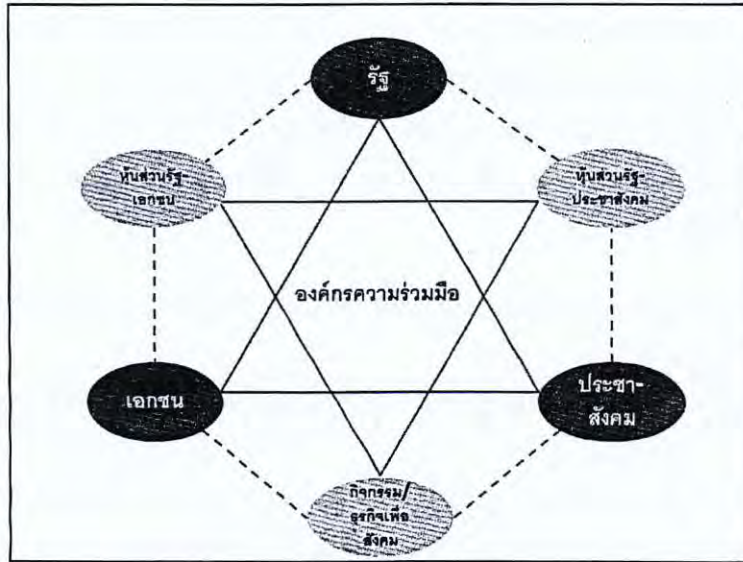 รัฐ
หุ้นส่วนรัฐ-
เอกชน
หุ้นส่วนรัฐ-
ประชาสังคม
องค์กรความร่วมมือ
เอกชน
ประชา-
สังคม
กิจกรรม/
ธุรกิจเพื่อ
สังคม